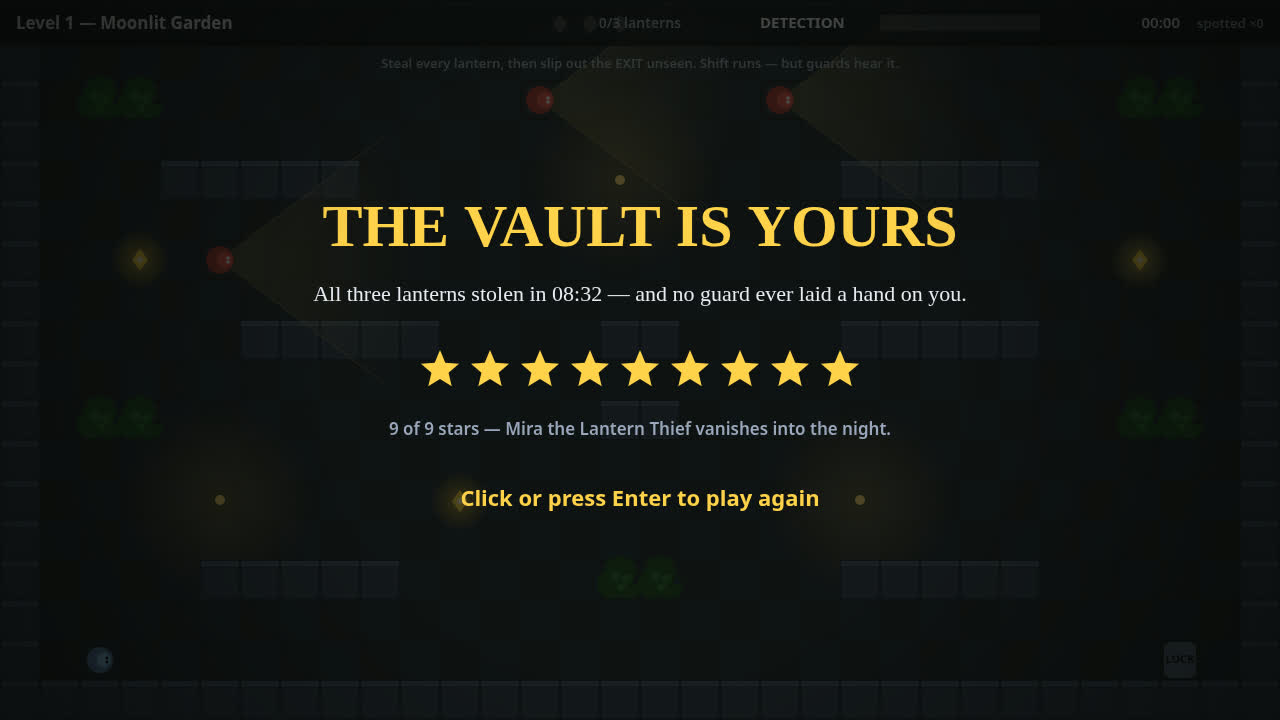 Level 1 — Moonlit Garden
0/3 lanterns
DETECTION
00:00
spotted ×0
Steal every lantern, then slip out the EXIT unseen. Shift runs — but guards hear it.
THE VAULT IS YOURS
All three lanterns stolen in 08:32 — and no guard ever laid a hand on you.
9 of 9 stars — Mira the Lantern Thief vanishes into the night.
Click or press Enter to play again
LOCK